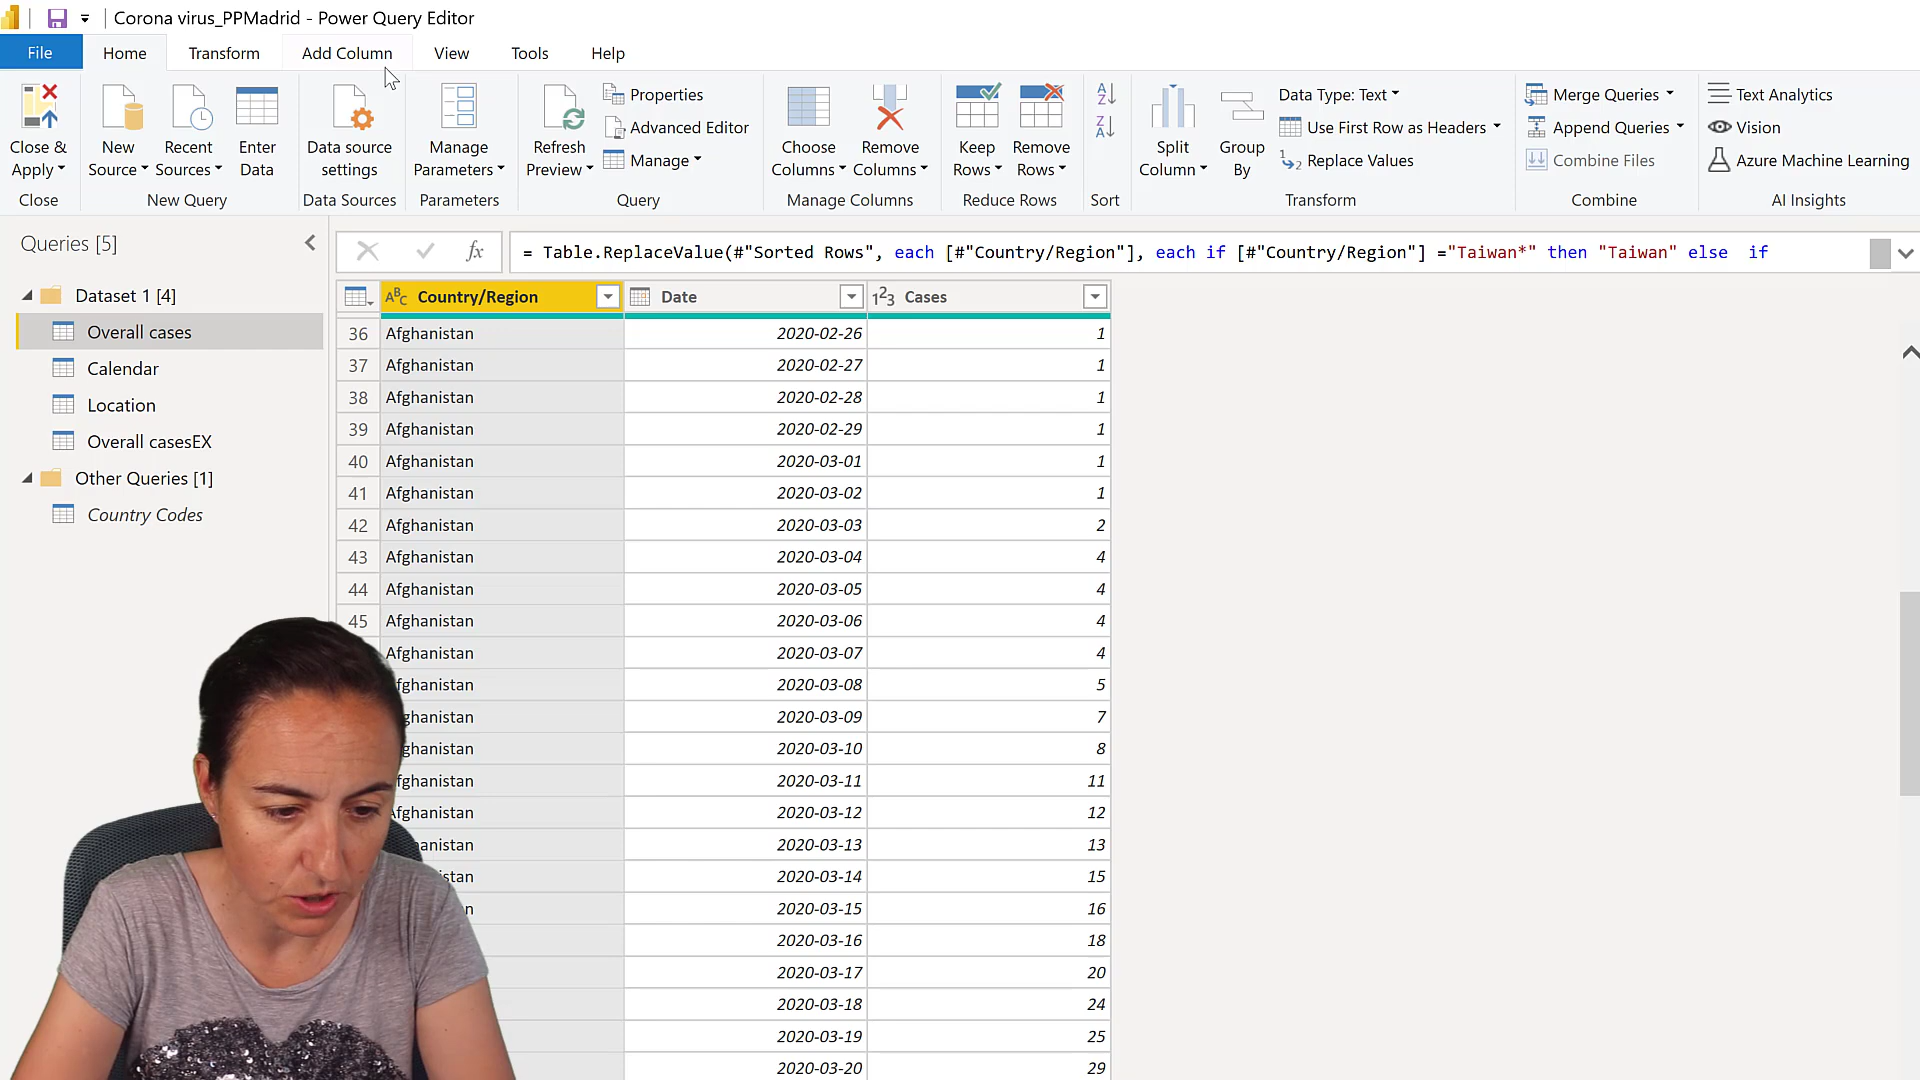 Corona virus_PPMadrid - Power Query Editor
File Home Transform Add Column View Tools Help
Close & Apply
New Source
Recent Sources
Enter Data
Data source settings
Manage Parameters
Refresh Preview
Properties
Advanced Editor
Manage
Choose Columns
Remove Columns
Keep Rows
Remove Rows
A Z
Z A
Split Column
Group By
Data Type: Text
Use First Row as Headers
1 2 Replace Values
Merge Queries
Append Queries
Combine Files
Text Analytics
Vision
Azure Machine Learning
Close New Query Data Sources Parameters Query Manage Columns Reduce Rows Sort Transform Combine AI Insights
Queries [5]
fx = Table.ReplaceValue(#"Sorted Rows", each [#"Country/Region"], each if [#"Country/Region"] ="Taiwan*" then "Taiwan" else if
Dataset 1 [4]
Overall cases
Calendar
Location
Overall casesEX
Other Queries [1]
Country Codes
ABC Country/Region Date 123 Cases
36 Afghanistan 2020-02-26 1
37 Afghanistan 2020-02-27 1
38 Afghanistan 2020-02-28 1
39 Afghanistan 2020-02-29 1
40 Afghanistan 2020-03-01 1
41 Afghanistan 2020-03-02 1
42 Afghanistan 2020-03-03 2
43 Afghanistan 2020-03-04 4
44 Afghanistan 2020-03-05 4
45 Afghanistan 2020-03-06 4
Afghanistan 2020-03-07 4
fghanistan 2020-03-08 5
ghanistan 2020-03-09 7
ghanistan 2020-03-10 8
fghanistan 2020-03-11 11
Afghanistan 2020-03-12 12
anistan 2020-03-13 13
istan 2020-03-14 15
n 2020-03-15 16
2020-03-16 18
2020-03-17 20
2020-03-18 24
2020-03-19 25
2020-03-20 29